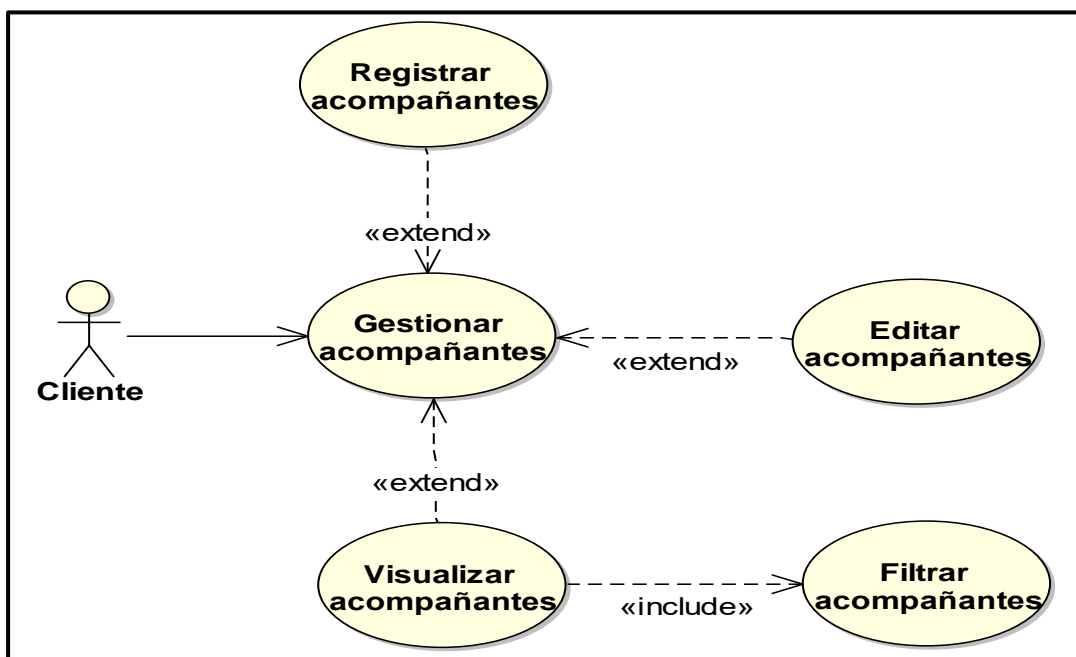 Registrar
acompañantes
«extend»
Gestionar
acompañantes
Cliente
Editar
acompañantes
«extend»
«extend»
Visualizar
acompañantes
«include»
Filtrar
acompañantes